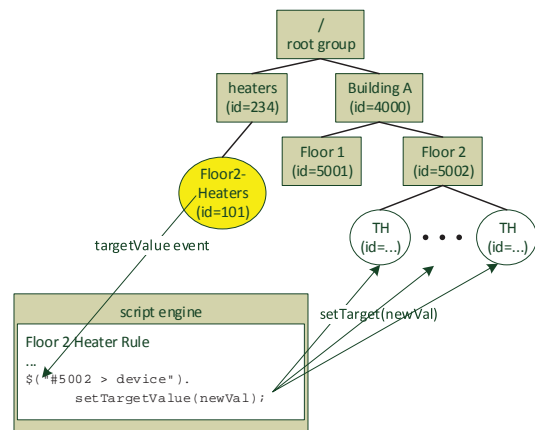 /
root group
heaters
(id=234)
Building A
(id=4000)
Floor 1
(id=5001)
Floor 2
(id=5002)
Floor2-
Heaters
(id=101)
TH
(id=...)
• • •
TH
(id=...)
targetValue event
setTarget(newVal)
script engine
Floor 2 Heater Rule
...
$("#5002 > device").
setTargetValue(newVal);